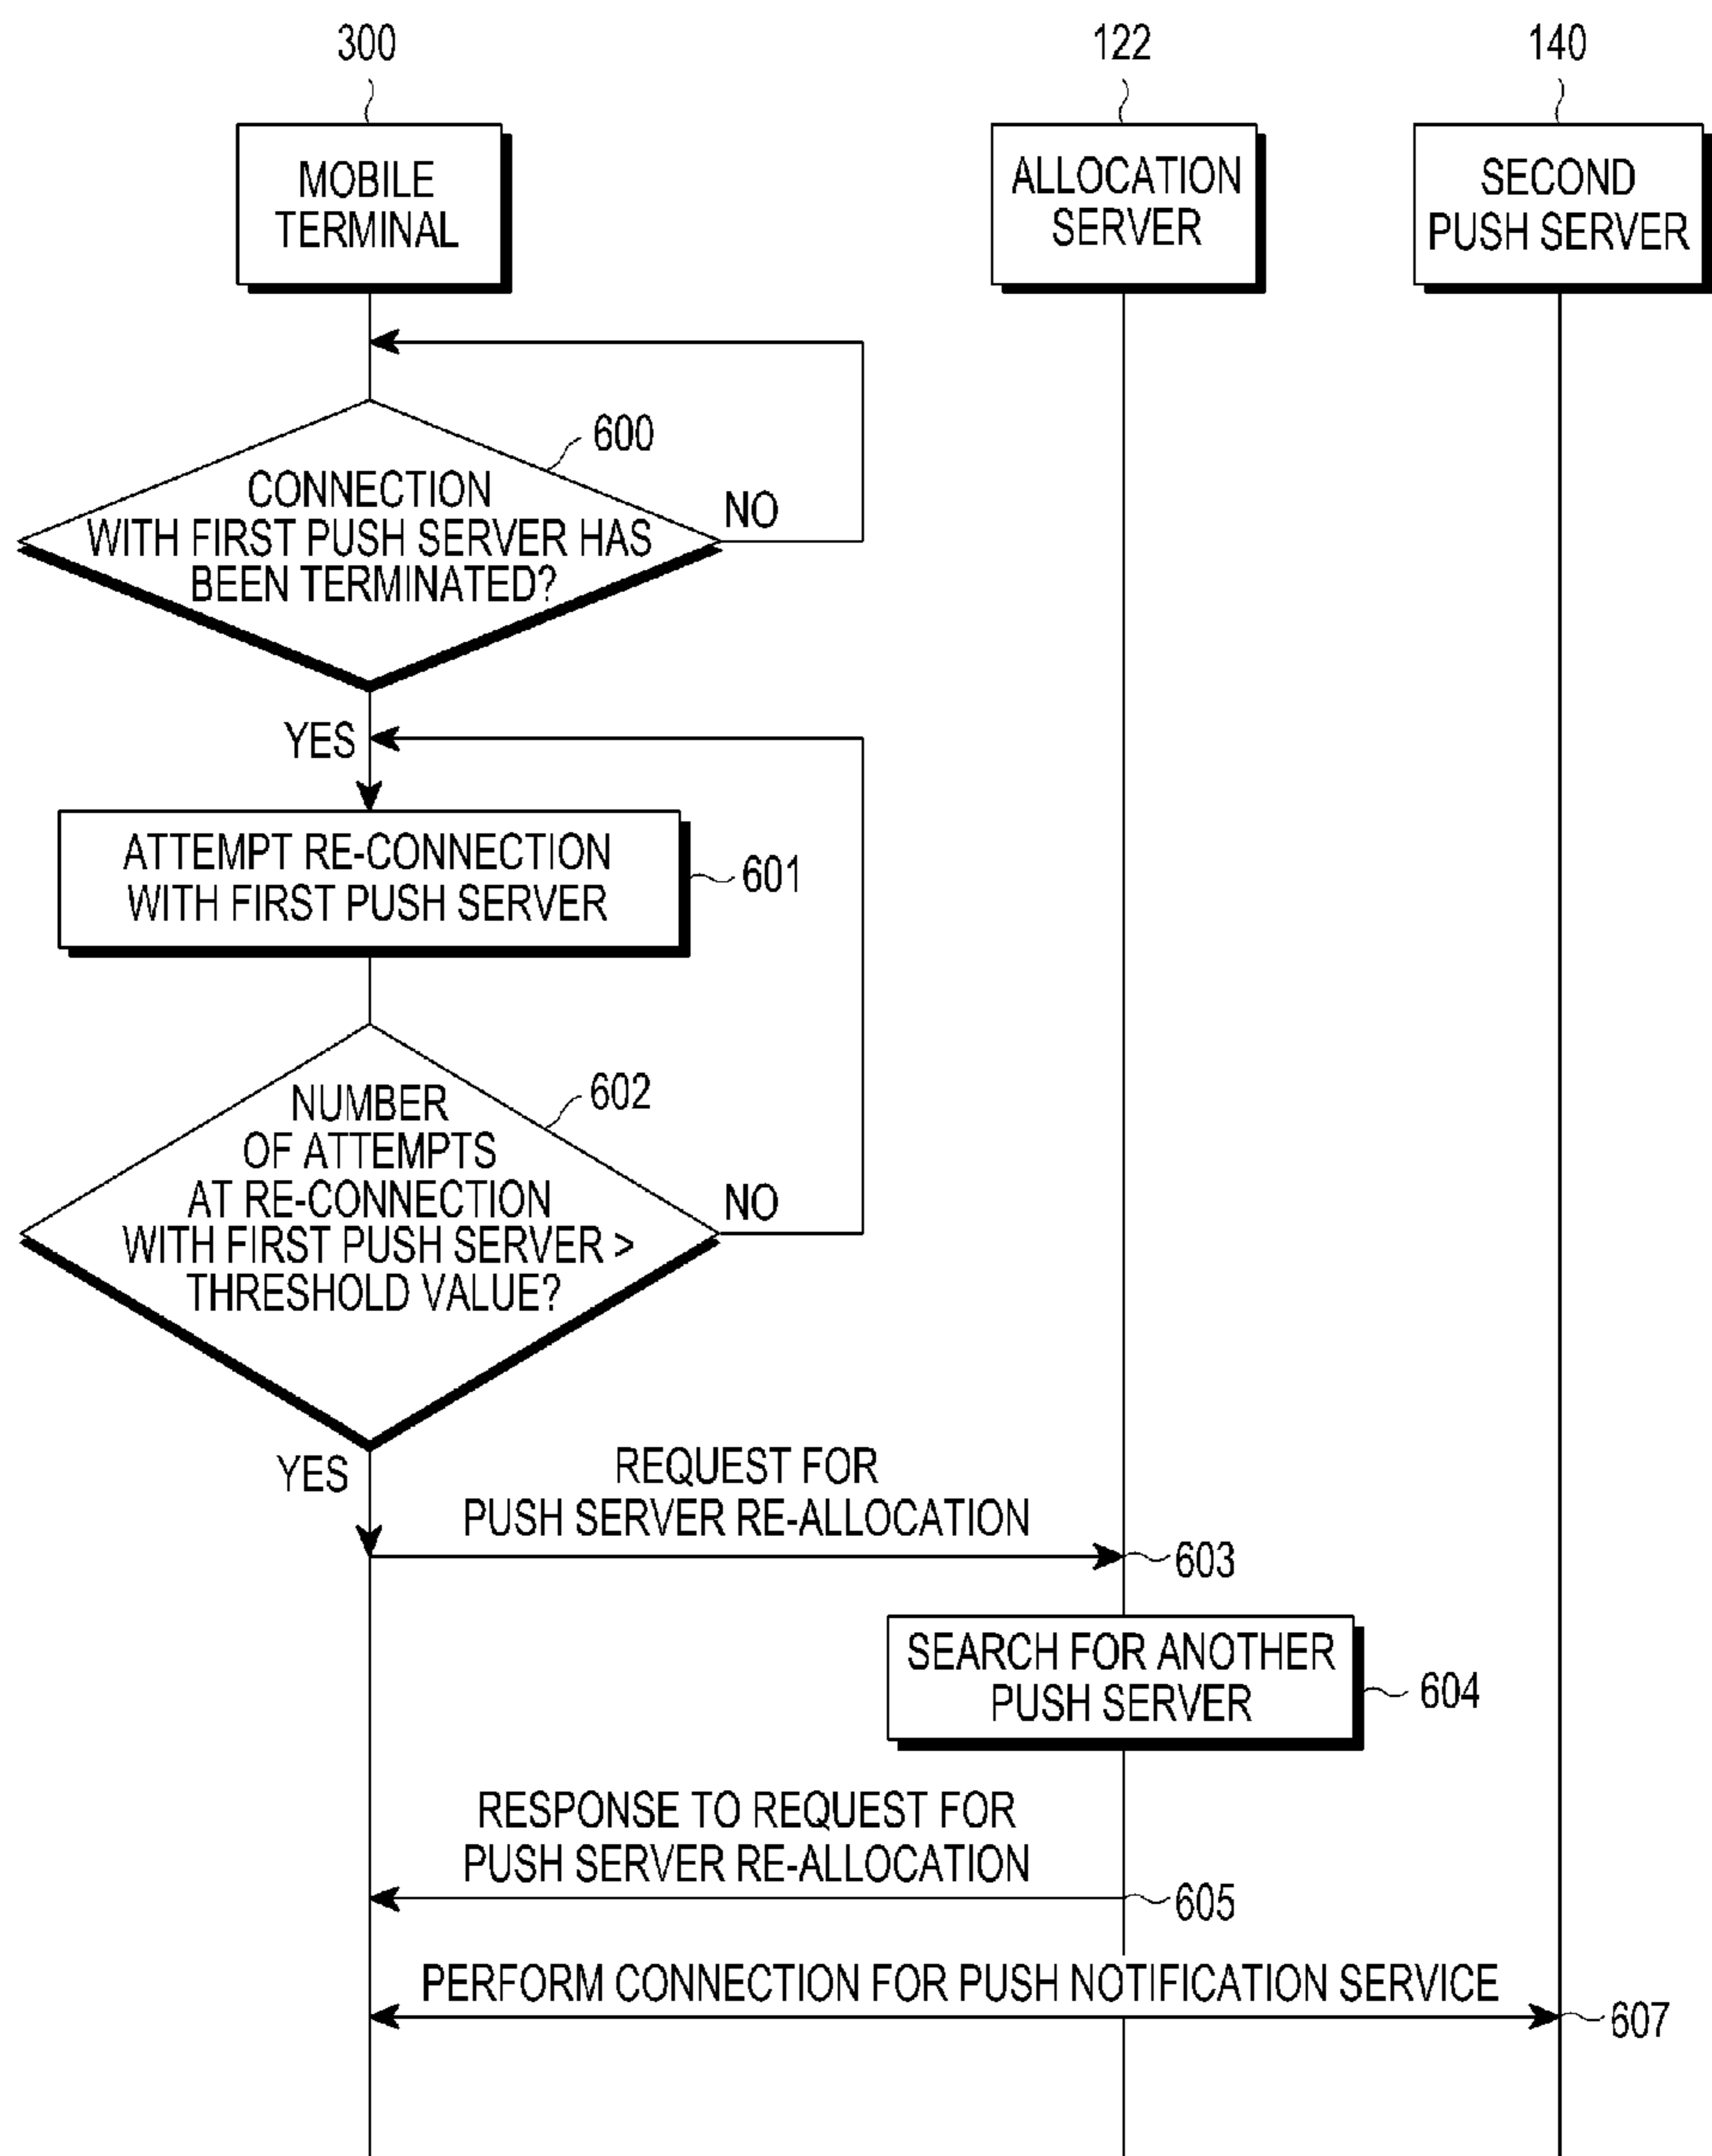 300
122
140
MOBILE
TERMINAL
ALLOCATION
SERVER
SECOND
PUSH SERVER
600
CONNECTION
WITH FIRST PUSH SERVER HAS
BEEN TERMINATED?
NO
YES
ATTEMPT RE-CONNECTION
WITH FIRST PUSH SERVER
601
602
NUMBER
OF ATTEMPTS
AT RE-CONNECTION
WITH FIRST PUSH SERVER >
THRESHOLD VALUE?
NO
YES
REQUEST FOR
PUSH SERVER RE-ALLOCATION
603
SEARCH FOR ANOTHER
PUSH SERVER
604
RESPONSE TO REQUEST FOR
PUSH SERVER RE-ALLOCATION
605
PERFORM CONNECTION FOR PUSH NOTIFICATION SERVICE
607